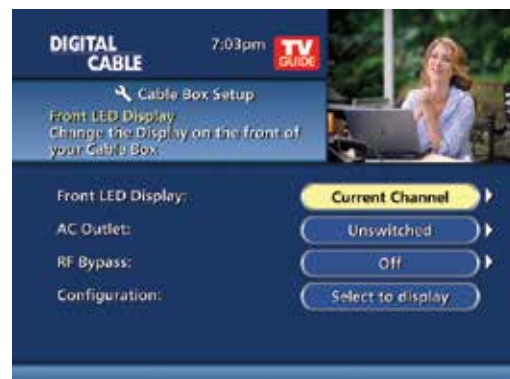 DIGITAL
CABLE
7:03pm
TV
GUIDE
Cable Box Setup
Front LED Display
Change the Display on the front of
your Cable Box
Front LED Display: Current Channel
AC Outlet: Unswitched
RF Bypass: Off
Configuration: Select to display